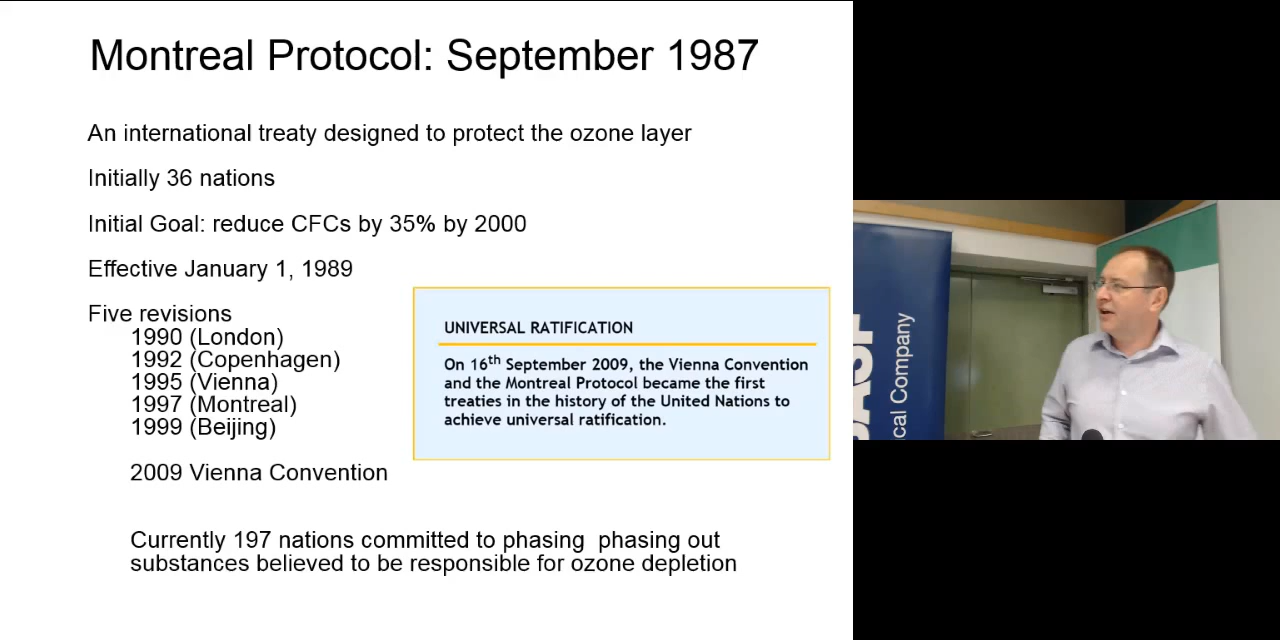 Montreal Protocol: September 1987
An international treaty designed to protect the ozone layer
Initially 36 nations
Initial Goal: reduce CFCs by 35% by 2000
Effective January 1, 1989
Five revisions
1990 (London)
1992 (Copenhagen)
1995 (Vienna)
1997 (Montreal)
1999 (Beijing)
2009 Vienna Convention
UNIVERSAL RATIFICATION
On 16th September 2009, the Vienna Convention
and the Montreal Protocol became the first
treaties in the history of the United Nations to
achieve universal ratification.
Currently 197 nations committed to phasing  phasing out
substances believed to be responsible for ozone depletion
BASF
cal Company